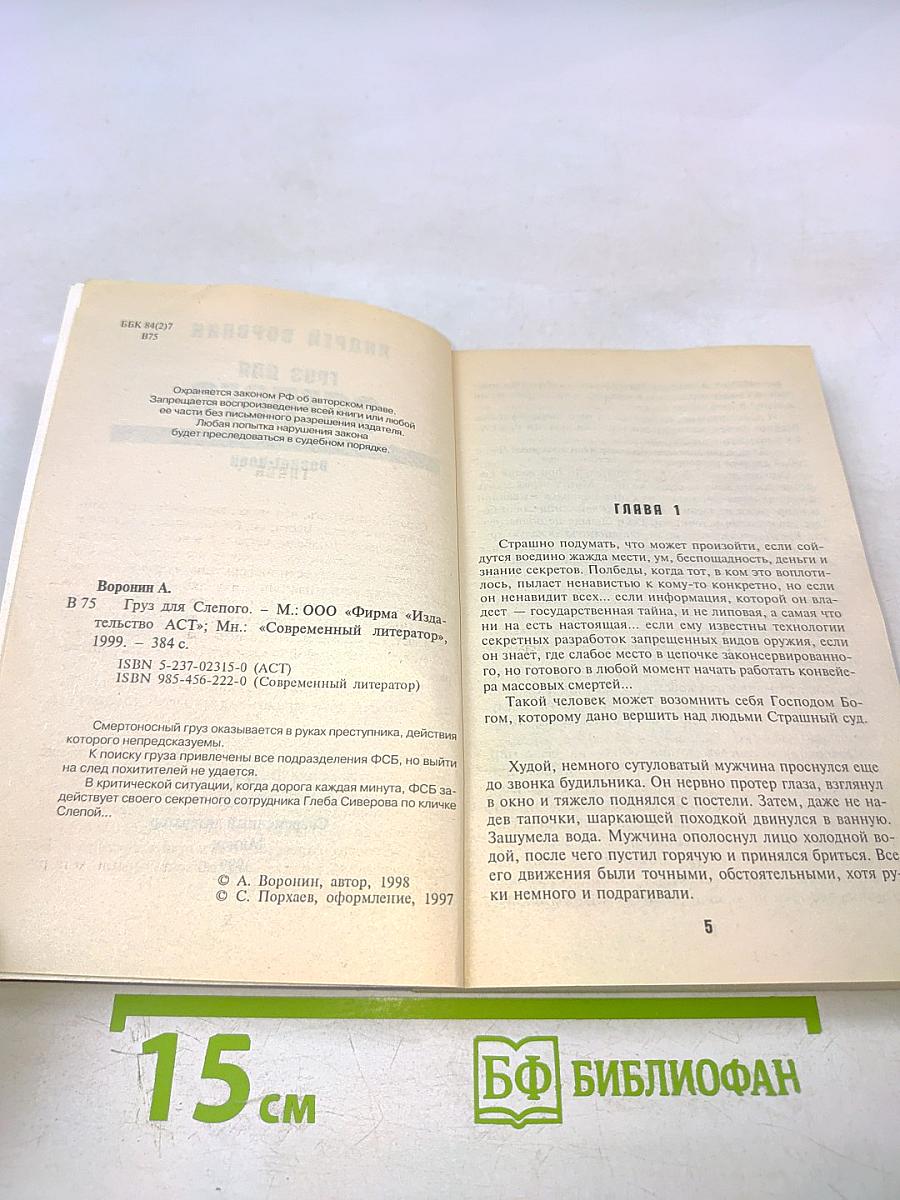 ББК 84(2)7
В75
Охраняется законом РФ об авторском праве.
Запрещается воспроизведение всей книги или любой
ее части без письменного разрешения издателя.
Любая попытка нарушения закона
будет преследоваться в судебном порядке.
Воронин А.
В 75 Груз для Слепого. – М.: ООО «Фирма «Изда-
тельство АСТ»; Мн.: «Современный литератор»,
1999. – 384 с.
ISBN 5-237-02315-0 (АСТ)
ISBN 985-456-222-0 (Современный литератор)
Смертоносный груз оказывается в руках преступника, действия
которого непредсказуемы.
К поиску груза привлечены все подразделения ФСБ, но выйти
на след похитителей не удается.
В критической ситуации, когда дорога каждая минута, ФСБ за-
действует своего секретного сотрудника Глеба Сиверова по кличке
Слепой...
© А. Воронин, автор, 1998
© С. Порхаев, оформление, 1997
ГЛАВА 1
Страшно подумать, что может произойти, если сой-
дутся воедино жажда мести, ум, беспощадность, деньги и
знание секретов. Полбеды, когда тот, в ком это воплоти-
лось, пылает ненавистью к кому-то конкретно, но если
он ненавидит всех... если информация, которой он вла-
деет — государственная тайна, и не липовая, а самая что
ни на есть настоящая... если ему известны технологии
секретных разработок запрещенных видов оружия, если
он знает, где слабое место в цепочке законсервированно-
го, но готового в любой момент начать работать конвейе-
ра массовых смертей...
Такой человек может возомнить себя Господом Бо-
гом, которому дано вершить над людьми Страшный суд.
Худой, немного сутуловатый мужчина проснулся еще
до звонка будильника. Он нервно протер глаза, взглянул
в окно и тяжело поднялся с постели. Затем, даже не на-
дев тапочки, шаркающей походкой двинулся в ванную.
Зашумела вода. Мужчина ополоснул лицо холодной во-
дой, после чего пустил горячую и принялся бриться. Все
его движения были точными, обстоятельными, хотя ру-
ки немного и подрагивали.
5
15 см
БФ БИБЛИОФАН